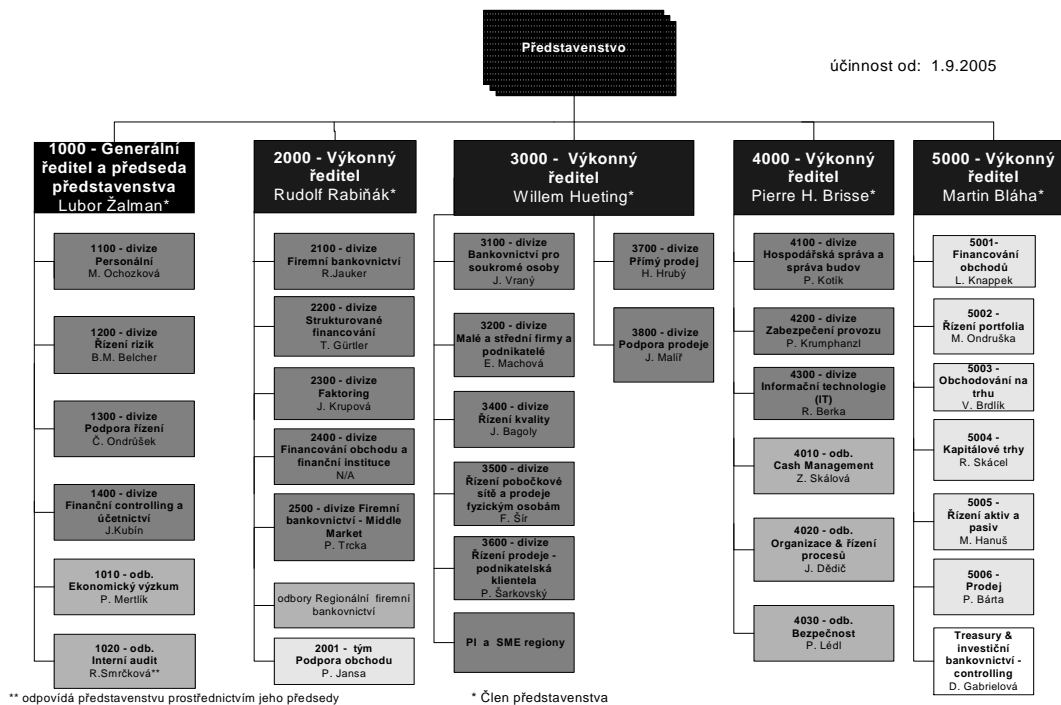 Představenstvo
účinnost od:  1.9.2005
1000 - Generální
ředitel a předseda
představenstva
Lubor Žalman*
1100 - divize
Personální
M. Ochozková
1200 - divize
Řízení rizik
B.M. Belcher
1300 - divize
Podpora řízení
Č. Ondrůšek
1400 - divize
Finanční controlling a
účetnictví
J.Kubín
1010 - odb.
Ekonomický výzkum
P. Mertlík
1020 - odb.
Interní audit
R.Smrčková**
2000 - Výkonný
ředitel
Rudolf Rabiňák*
2100 - divize
Firemní bankovnictví
R.Jauker
2200 - divize
Strukturované
financování
T. Gürtler
2300 - divize
Faktoring
J. Krupová
2400 - divize
Financování obchodu a
finanční instituce
N/A
2500 - divize Firemní
bankovnictví - Middle
Market
P. Trcka
odbory Regionální  firemní
bankovnictví
2001 -  tým
Podpora obchodu
P. Jansa
3000 -  Výkonný
ředitel
Willem Hueting*
3100 - divize
Bankovnictví pro
soukromé osoby
J. Vraný
3200 - divize
Malé a střední firmy a
podnikatelé
E. Machová
3400 - divize
Řízení kvality
J. Bagoly
3500 - divize
Řízení pobočkové
sítě a prodeje
fyzickým osobám
F. Šír
3600 - divize
Řízení prodeje -
podnikatelská
klientela
P. Šarkovský
PI  a  SME regiony
3700 - divize
Přímý prodej
H. Hrubý
3800 - divize
Podpora prodeje
J. Malíř
4000 - Výkonný
ředitel
Pierre H. Brisse*
4100 - divize
Hospodářská správa a
správa budov
P. Kotík
4200 - divize
Zabezpečení provozu
P. Krumphanzl
4300 - divize
Informační technologie
(IT)
R. Berka
4010 - odb.
Cash Management
Z. Skálová
4020 - odb.
Organizace & řízení
procesů
J. Dědič
4030 - odb.
Bezpečnost
P. Lédl
5000 - Výkonný
ředitel
Martin Bláha*
5001-
Financování
obchodů
L. Knappek
5002 -
Řízení portfolia
M. Ondruška
5003 -
Obchodování na
trhu
V. Brdlík
5004 -
Kapitálové trhy
R. Skácel
5005 -
Řízení aktiv a
pasiv
M. Hanuš
5006 -
Prodej
P. Bárta
Treasury &
investiční
bankovnictví -
controlling
D. Gabrielová
** odpovídá představenstvu prostřednictvím jeho předsedy
* Člen představenstva